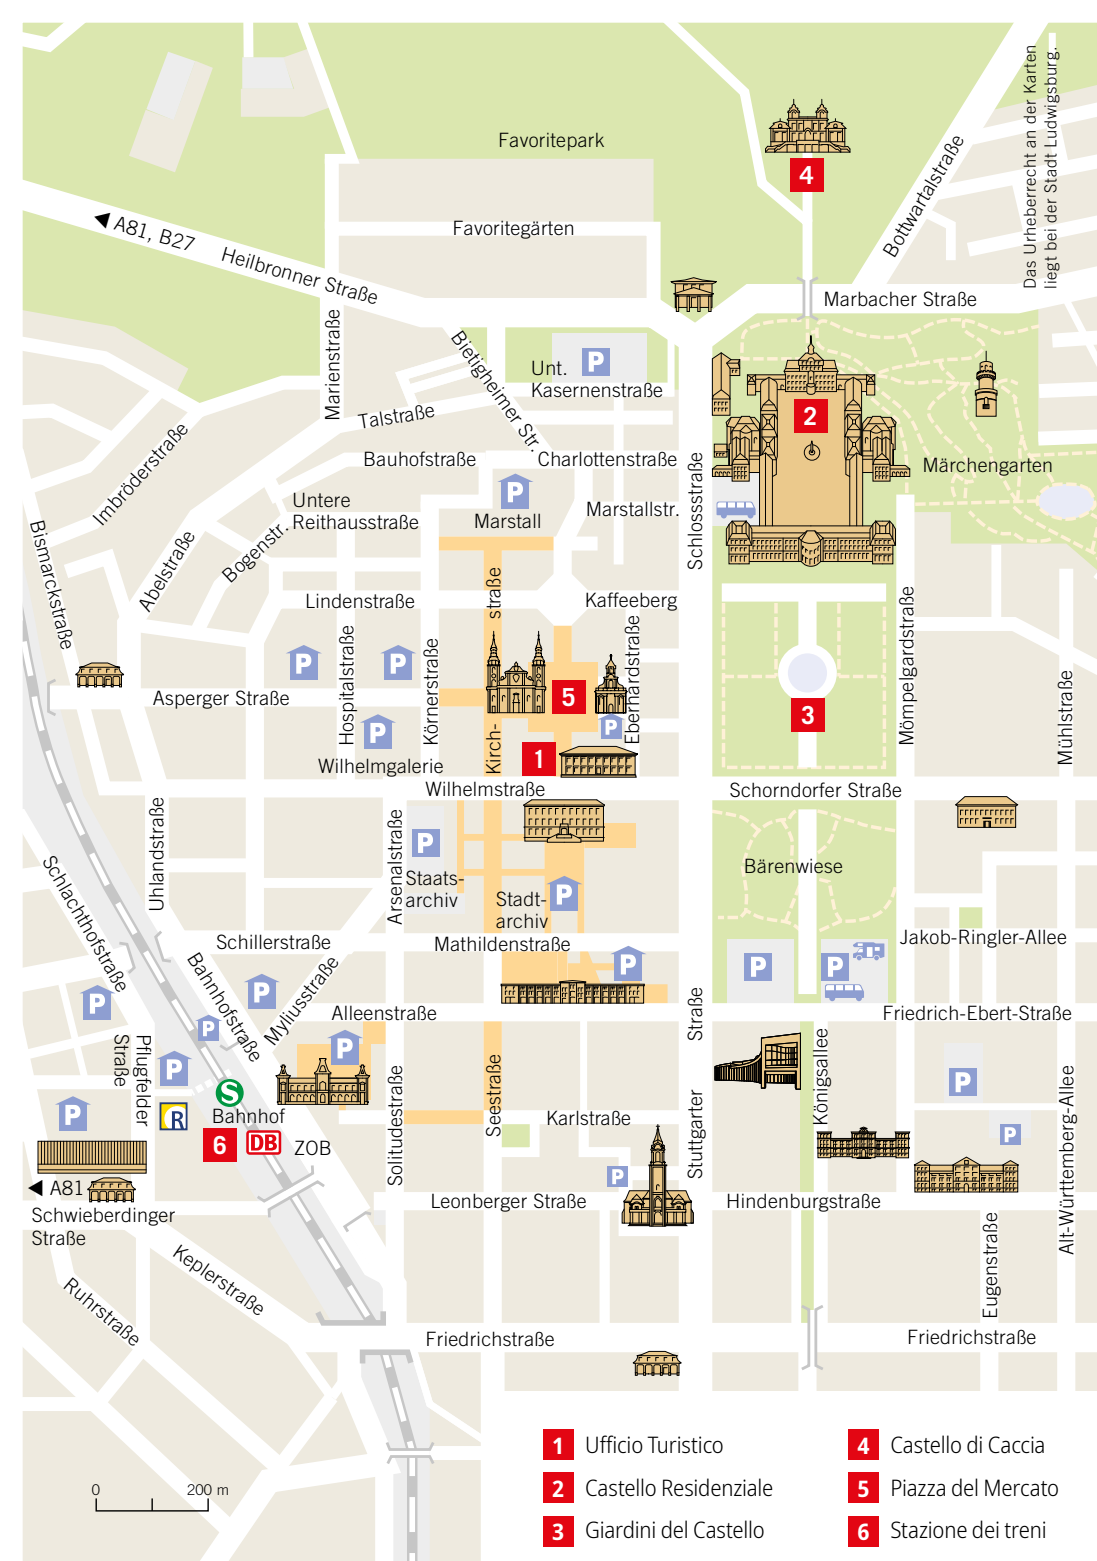 Das Urheberrecht an der Karten
liegt bei der Stadt Ludwigsburg.
Favoritepark
4
Bottwartalstraße
A81, B27
Favoritegärten
Heilbronner Straße
Marbacher Straße
Marienstraße
Bietigheimer Str.
Unt.
Kasernenstraße
P
2
Talstraße
Imbröderstraße
Bauhofstraße
Charlottenstraße
Schlossstraße
Märchengarten
P
Marstall
Untere
Reithausstraße
Marstallstr.
Bismarckstraße
Abelstraße
Bogenstr.
Lindenstraße
straße
Kaffeeberg
Mömpelgardstraße
Hospitalstraße
Körnerstraße
Eberhardstraße
P
P
5
Asperger Straße
Kirch-
3
Mühlstraße
P
P
Wilhelmgalerie
1
Wilhelmstraße
Schorndorfer Straße
Uhlandstraße
Arsenalstraße
P
Staats-
archiv
Stadt-
archiv
P
Bärenwiese
Schlachthofstraße
Schillerstraße
Mathildenstraße
Jakob-Ringler-Allee
Bahnhofstraße
Myliusstraße
P
P
P
P
P
Alleenstraße
Straße
Friedrich-Ebert-Straße
P
P
P
Pflugfelder
Straße
Solitudestraße
Seestraße
Königsallee
P
Alt-Württemberg-Allee
S
P
R
Bahnhof
Karlstraße
Stuttgarter
P
6
DB
ZOB
P
A81
Leonberger Straße
Hindenburgstraße
Schwieberdinger
Straße
Keplerstraße
Ruhrstraße
Eugenstraße
Friedrichstraße
Friedrichstraße
1 Ufficio Turistico
2 Castello Residenziale
3 Giardini del Castello
4 Castello di Caccia
5 Piazza del Mercato
6 Stazione dei treni
0
200 m